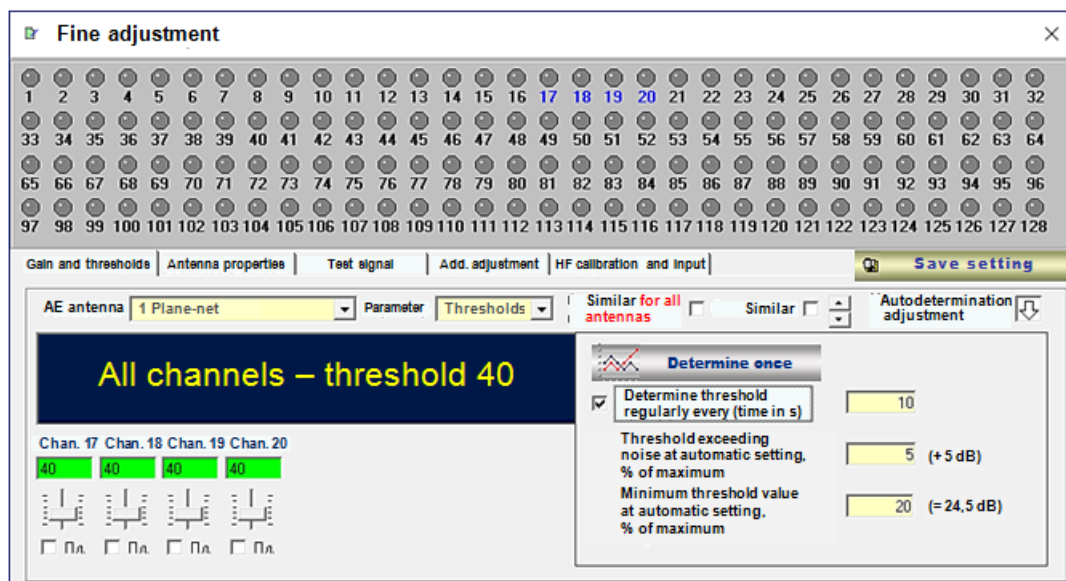 Fine adjustment
1 2 3 4 5 6 7 8 9 10 11 12 13 14 15 16 17 18 19 20 21 22 23 24 25 26 27 28 29 30 31 32
33 34 35 36 37 38 39 40 41 42 43 44 45 46 47 48 49 50 51 52 53 54 55 56 57 58 59 60 61 62 63 64
65 66 67 68 69 70 71 72 73 74 75 76 77 78 79 80 81 82 83 84 85 86 87 88 89 90 91 92 93 94 95 96
97 98 99 100 101 102 103 104 105 106 107 108 109 110 111 112 113 114 115 116 117 118 119 120 121 122 123 124 125 126 127 128
Gain and thresholds Antenna properties Test signal Add. adjustment HF calibration and input Save setting
AE antenna 1 Plane-net Parameter Thresholds Similar for all antennas Similar Autodetermination adjustment
All channels – threshold 40
Determine once
Determine threshold
regularly every (time in s) 10
Threshold exceeding
noise at automatic setting, 5 (+ 5 dB)
% of maximum
Minimum threshold value
at automatic setting, 20 (= 24,5 dB)
% of maximum
Chan. 17 Chan. 18 Chan. 19 Chan. 20
40 40 40 40
Пл. Пл. Пл. Пл.